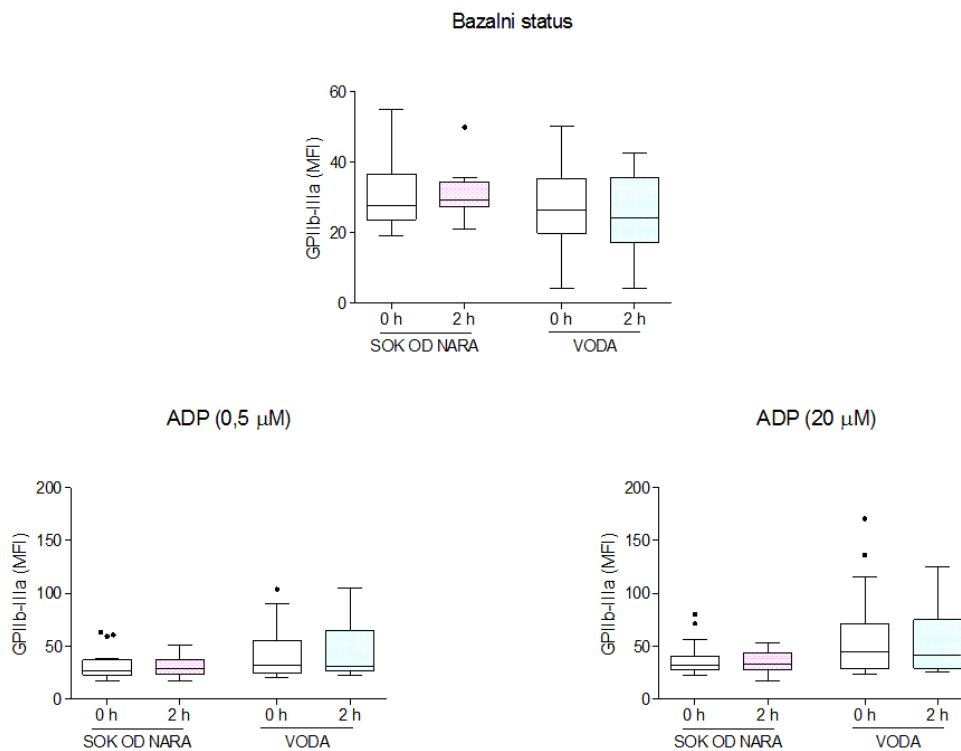 Bazalni status
GPIIb-IIIa (MFI)
60
40
20
0
0 h 2 h 0 h 2 h
SOK OD NARA VODA
ADP (0,5 μM)
GPIIb-IIIa (MFI)
200
150
100
50
0
0 h 2 h 0 h 2 h
SOK OD NARA VODA
ADP (20 μM)
GPIIb-IIIa (MFI)
200
150
100
50
0
0 h 2 h 0 h 2 h
SOK OD NARA VODA